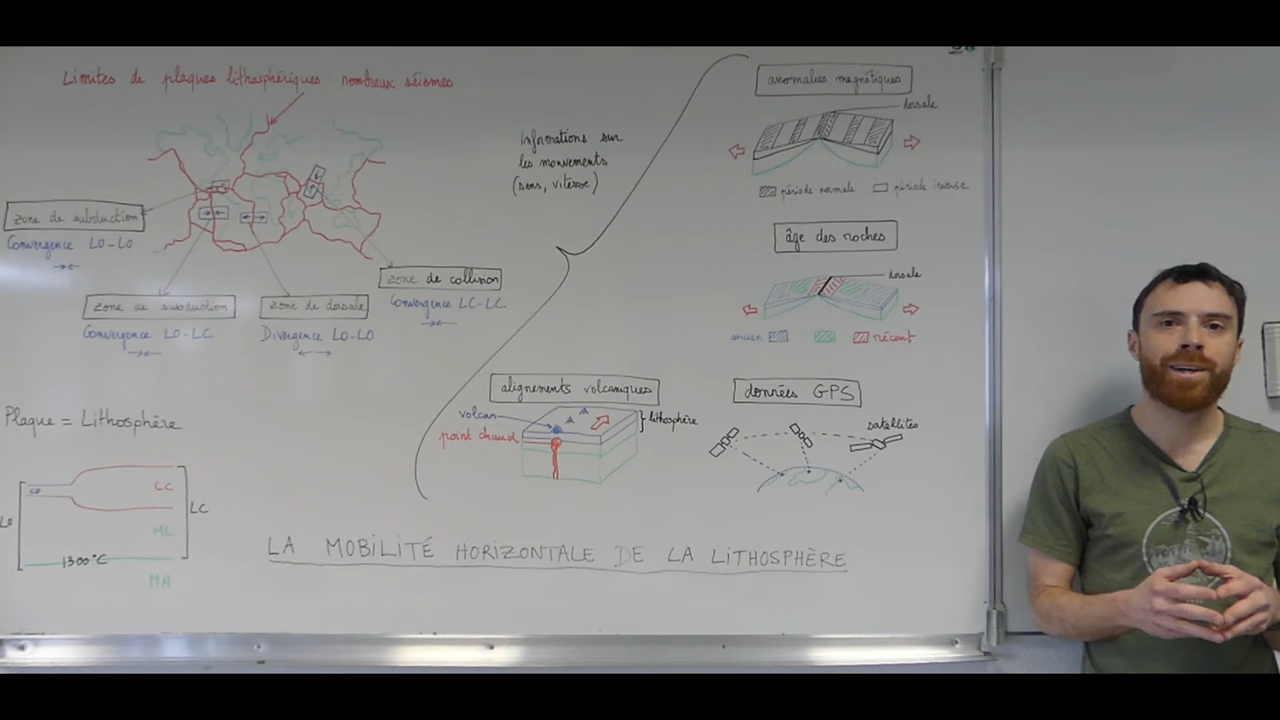 Limites de plaques lithosphériques : nombreux séismes
zone de subduction
Convergence LO-LO
zone de subduction
Convergence LO-LC
zone de dorsale
Divergence LO-LO
zone de collision
Convergence LC-LC
Informations sur
les mouvements
(sens, vitesse)
anomalies magnétiques
dorsale
période normale
période inverse
âge des roches
dorsale
ancien
récent
alignements volcaniques
volcan
point chaud
lithosphère
données GPS
satellites
Plaque = Lithosphère
LO
CO
CC
LC
ML
1300°C
MA
LA MOBILITÉ HORIZONTALE DE LA LITHOSPHÈRE